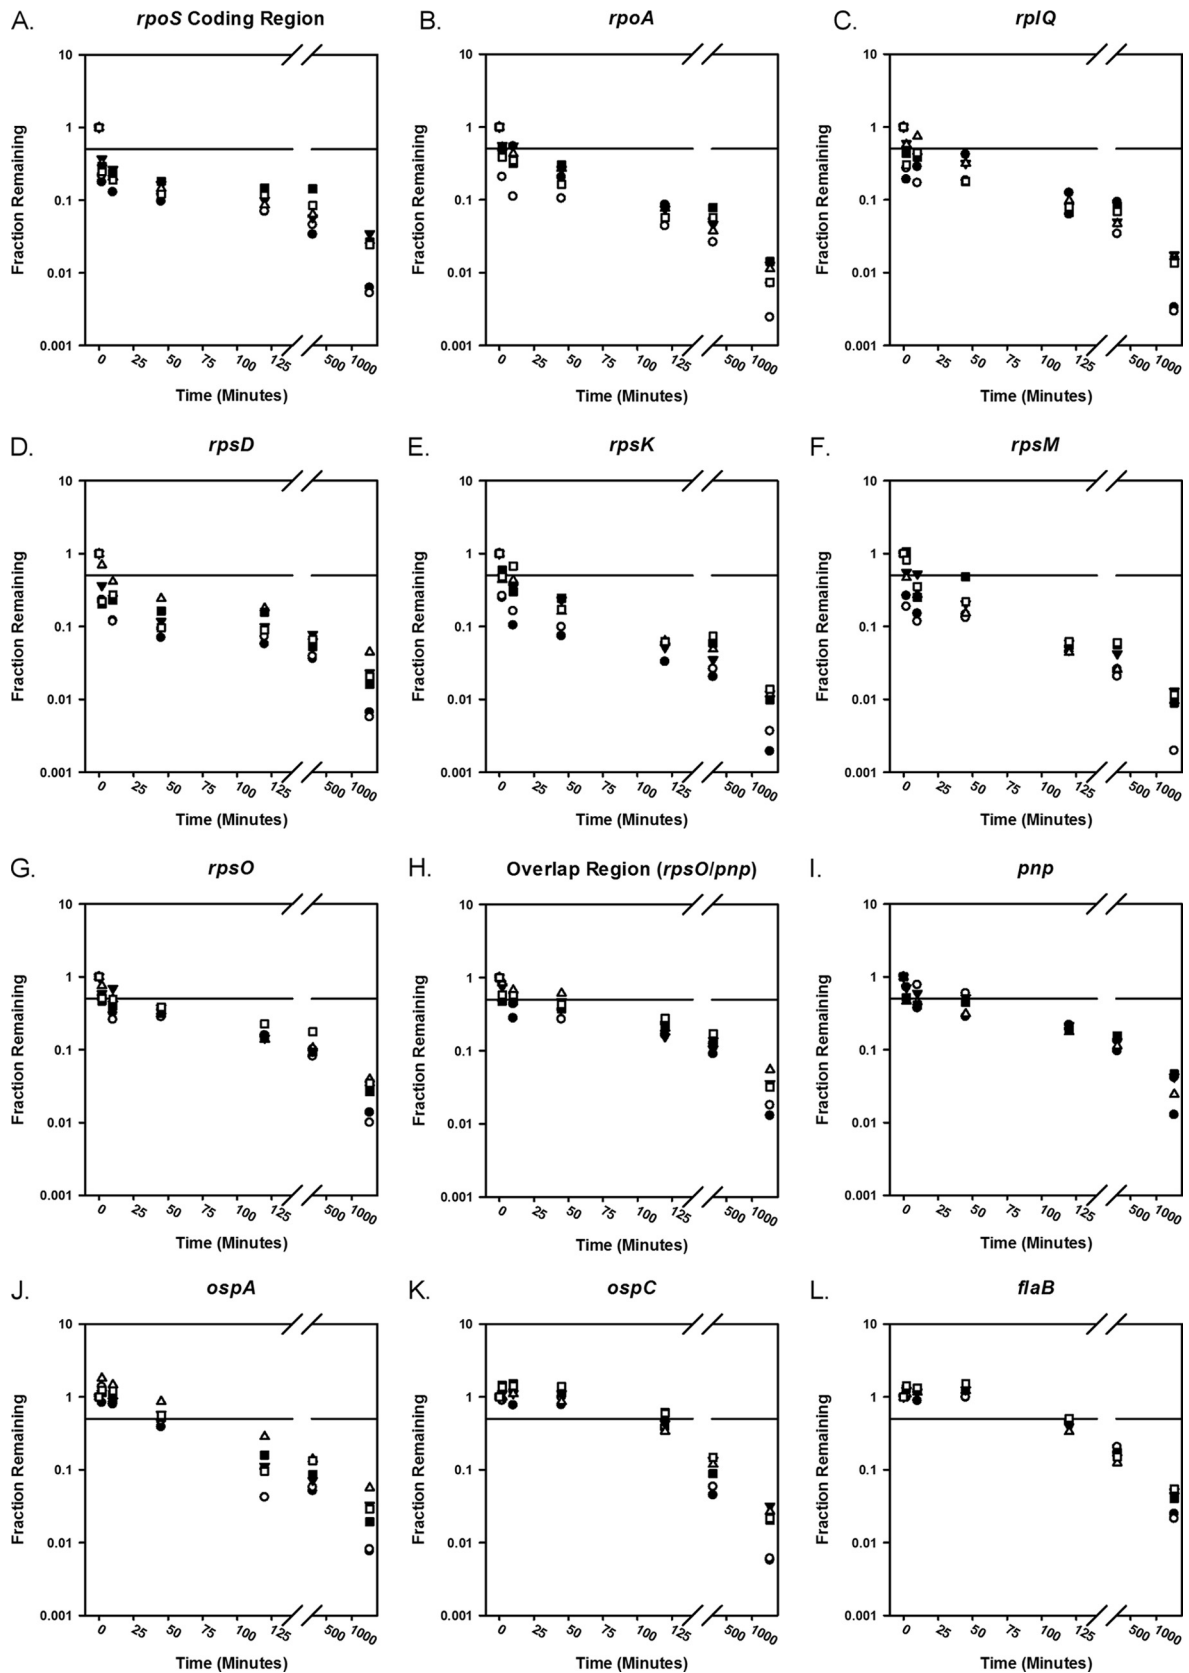 A. rpoS Coding Region
B. rpoA
C. rplQ
10 10 10
1 1 1
0.1 0.1 0.1
0.01 0.01 0.01
0.001 0.001 0.001
Fraction Remaining Fraction Remaining Fraction Remaining
0 25 50 75 100 125 500 1000
0 25 50 75 100 125 500 1000
0 25 50 75 100 125 500 1000
Time (Minutes) Time (Minutes) Time (Minutes)
D. rpsD
E. rpsK
F. rpsM
10 10 10
1 1 1
0.1 0.1 0.1
0.01 0.01 0.01
0.001 0.001 0.001
Fraction Remaining Fraction Remaining Fraction Remaining
0 25 50 75 100 125 500 1000
0 25 50 75 100 125 500 1000
0 25 50 75 100 125 500 1000
Time (Minutes) Time (Minutes) Time (Minutes)
G. rpsO
H. Overlap Region (rpsO/pnp)
I. pnp
10 10 10
1 1 1
0.1 0.1 0.1
0.01 0.01 0.01
0.001 0.001 0.001
Fraction Remaining Fraction Remaining Fraction Remaining
0 25 50 75 100 125 500 1000
0 25 50 75 100 125 500 1000
0 25 50 75 100 125 500 1000
Time (Minutes) Time (Minutes) Time (Minutes)
J. ospA
K. ospC
L. flaB
10 10 10
1 1 1
0.1 0.1 0.1
0.01 0.01 0.01
0.001 0.001 0.001
Fraction Remaining Fraction Remaining Fraction Remaining
0 25 50 75 100 125 500 1000
0 25 50 75 100 125 500 1000
0 25 50 75 100 125 500 1000
Time (Minutes) Time (Minutes) Time (Minutes)